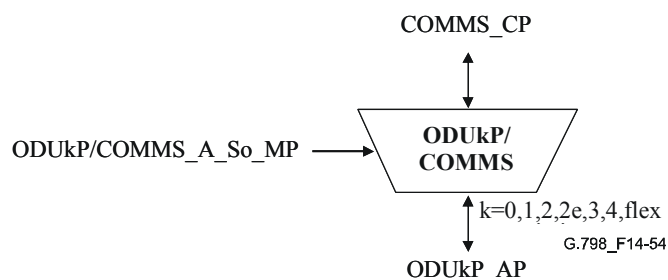 COMMS_CP
ODUkP/COMMS_A_So_MP
ODUkP/
COMMS
k=0,1,2,2e,3,4,flex
G.798_F14-54
ODUkP_AP